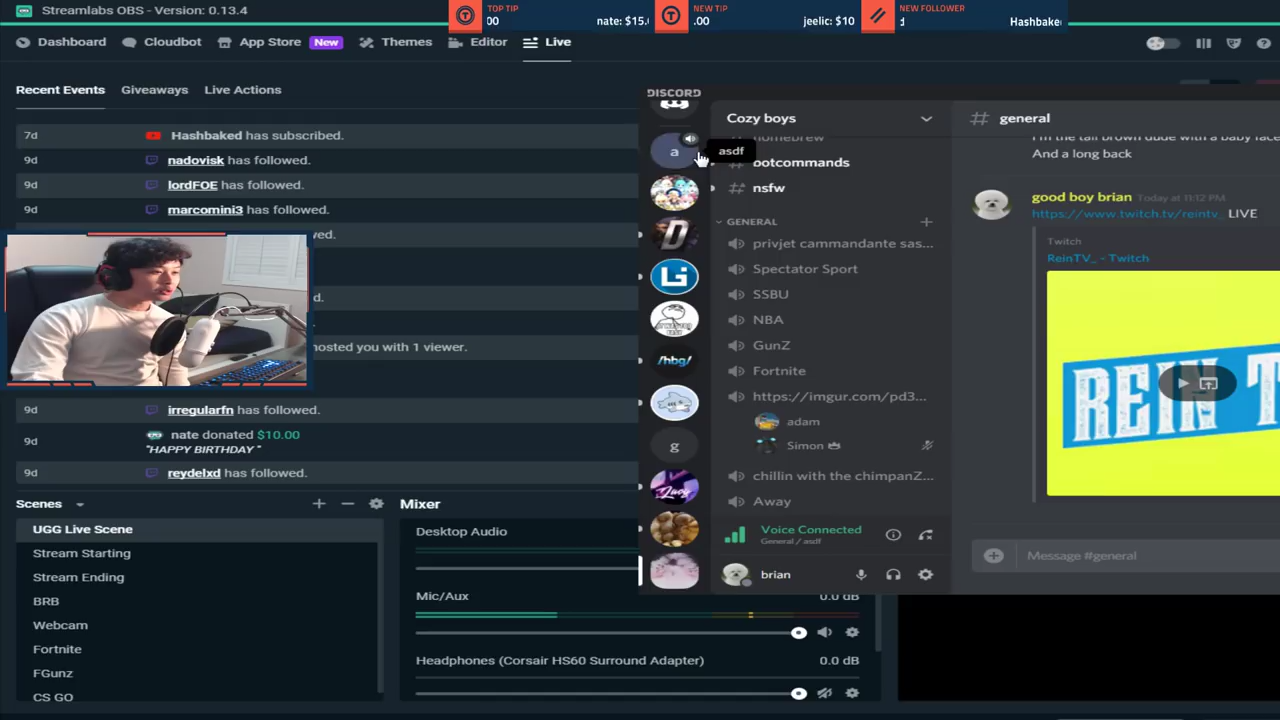 Streamlabs OBS - Version: 0.13.4
TOP TIP
00
nate: $15.
NEW TIP
.00
jeelic: $10
NEW FOLLOWER
Hashbake
Dashboard
Cloudbot
App Store
New
Themes
Editor
Live
Recent Events
Giveaways
Live Actions
7d
Hashbaked has subscribed.
9d
nadovisk has followed.
9d
lordFOE has followed.
9d
marcomini3 has followed.
ved.
d.
hosted you with 1 viewer.
9d
irregularfn has followed.
9d
nate donated $10.00
"HAPPY BIRTHDAY "
9d
reydelxd has followed.
DISCORD
a
asdf
D
/hbg/
g
Cozy boys
homebrew
# botcommands
# nsfw
GENERAL
privjet cammandante sas...
Spectator Sport
SSBU
NBA
GunZ
Fortnite
https://imgur.com/pd3...
adam
Simon
chillin with the chimpanZ...
Away
Voice Connected
General / asdf
brian
# general
I'm the tall brown dude with a baby face
And a long back
good boy brian Today at 11:12 PM
https://www.twitch.tv/reintv_ LIVE
Twitch
ReinTV_ - Twitch
REIN T
Message #general
Scenes
UGG Live Scene
Stream Starting
Stream Ending
BRB
Webcam
Fortnite
FGunz
CS GO
Mixer
Desktop Audio
Mic/Aux
0.0 dB
Headphones (Corsair HS60 Surround Adapter)
0.0 dB